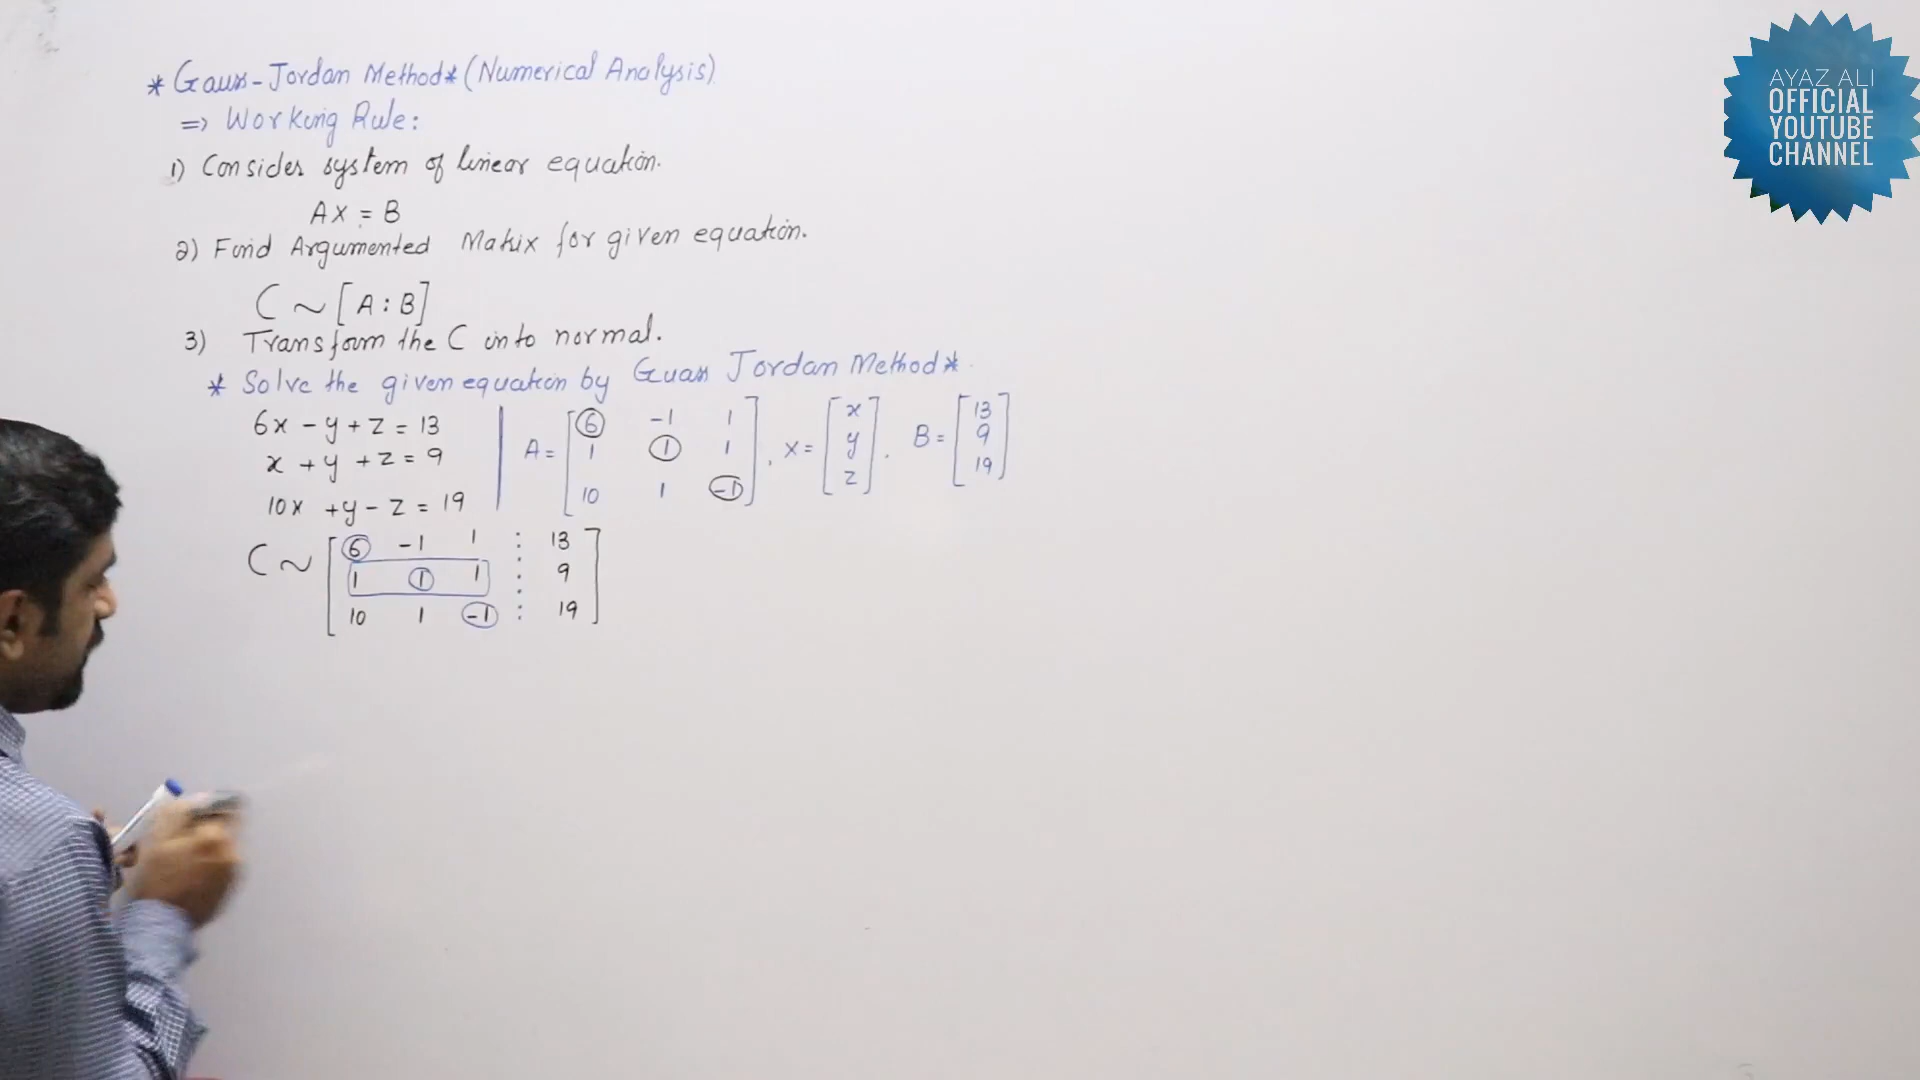 * Gauss-Jordan Method * (Numerical Analysis)
=> Working Rule:
1) Consider system of linear equation.
AX = B
2) Find Argumented Matrix for given equation.
C ~ [A : B]
3) Transform the C into normal.
* Solve the given equation by Guass Jordan Method *
6x - y + z = 13
x + y + z = 9
10x + y - z = 19
A = [6 -1 1
1 1 1
10 1 -1], X = [x
y
z], B = [13
9
19]
C ~ [6 -1 1 : 13
1 1 1 : 9
10 1 -1 : 19]
AYAZ ALI
OFFICIAL
YOUTUBE
CHANNEL